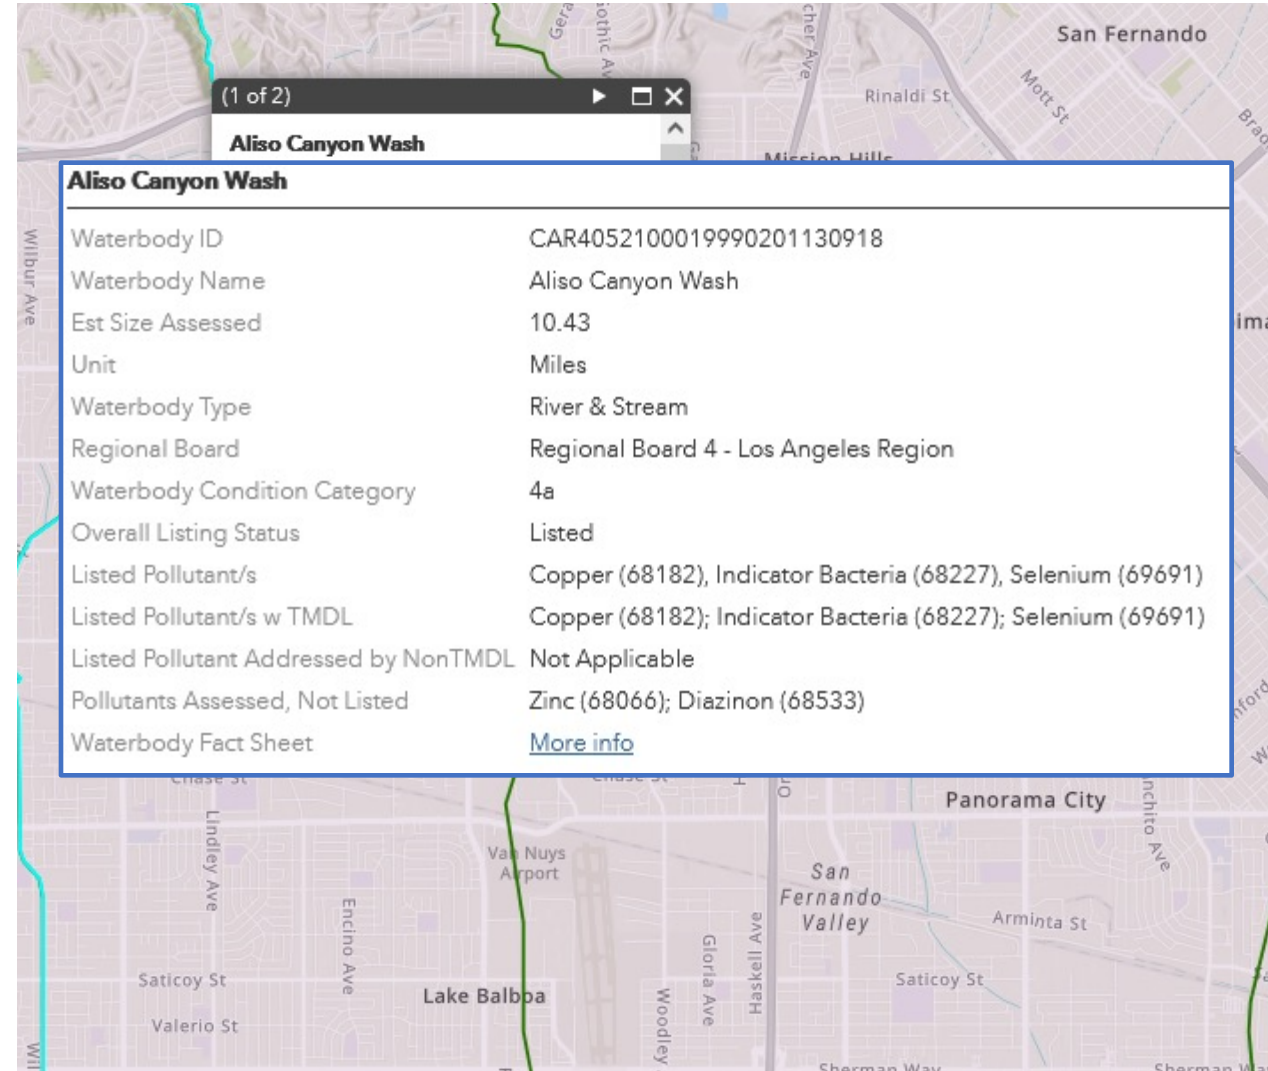 San Fernando
Mott St
Rinaldi St
(1 of 2)
Aliso Canyon Wash
Mission Hills
Aliso Canyon Wash
Waterbody ID CAR4052100019990201130918
Waterbody Name Aliso Canyon Wash
Est Size Assessed 10.43
Unit Miles
Waterbody Type River & Stream
Regional Board Regional Board 4 - Los Angeles Region
Waterbody Condition Category 4a
Overall Listing Status Listed
Listed Pollutant/s Copper (68182), Indicator Bacteria (68227), Selenium (69691)
Listed Pollutant/s w TMDL Copper (68182); Indicator Bacteria (68227); Selenium (69691)
Listed Pollutant Addressed by NonTMDL Not Applicable
Pollutants Assessed, Not Listed Zinc (68066); Diazinon (68533)
Waterbody Fact Sheet More info
Wilbur Ave
Chase St
Chase St
Panorama City
Lindley Ave
Van Nuys
Airport
San
Fernando
Valley
Arminta St
Encino Ave
Gloria Ave
Haskell Ave
Saticoy St
Lake Balboa
Saticoy St
Woodley
Valerio St
Sherman Way